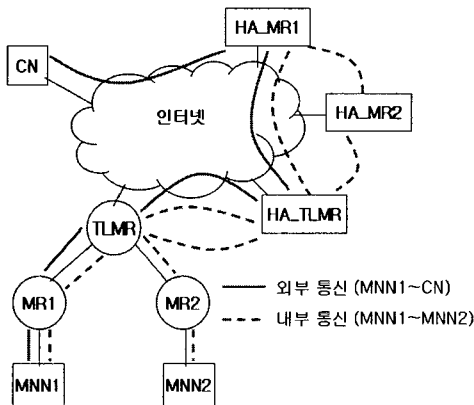 HA_MR1
CN
인터넷
HA_MR2
HA_TLMR
TLMR
MR1
MR2
외부 통신 (MNN1~CN)
내부 통신 (MNN1~MNN2)
MNN1
MNN2